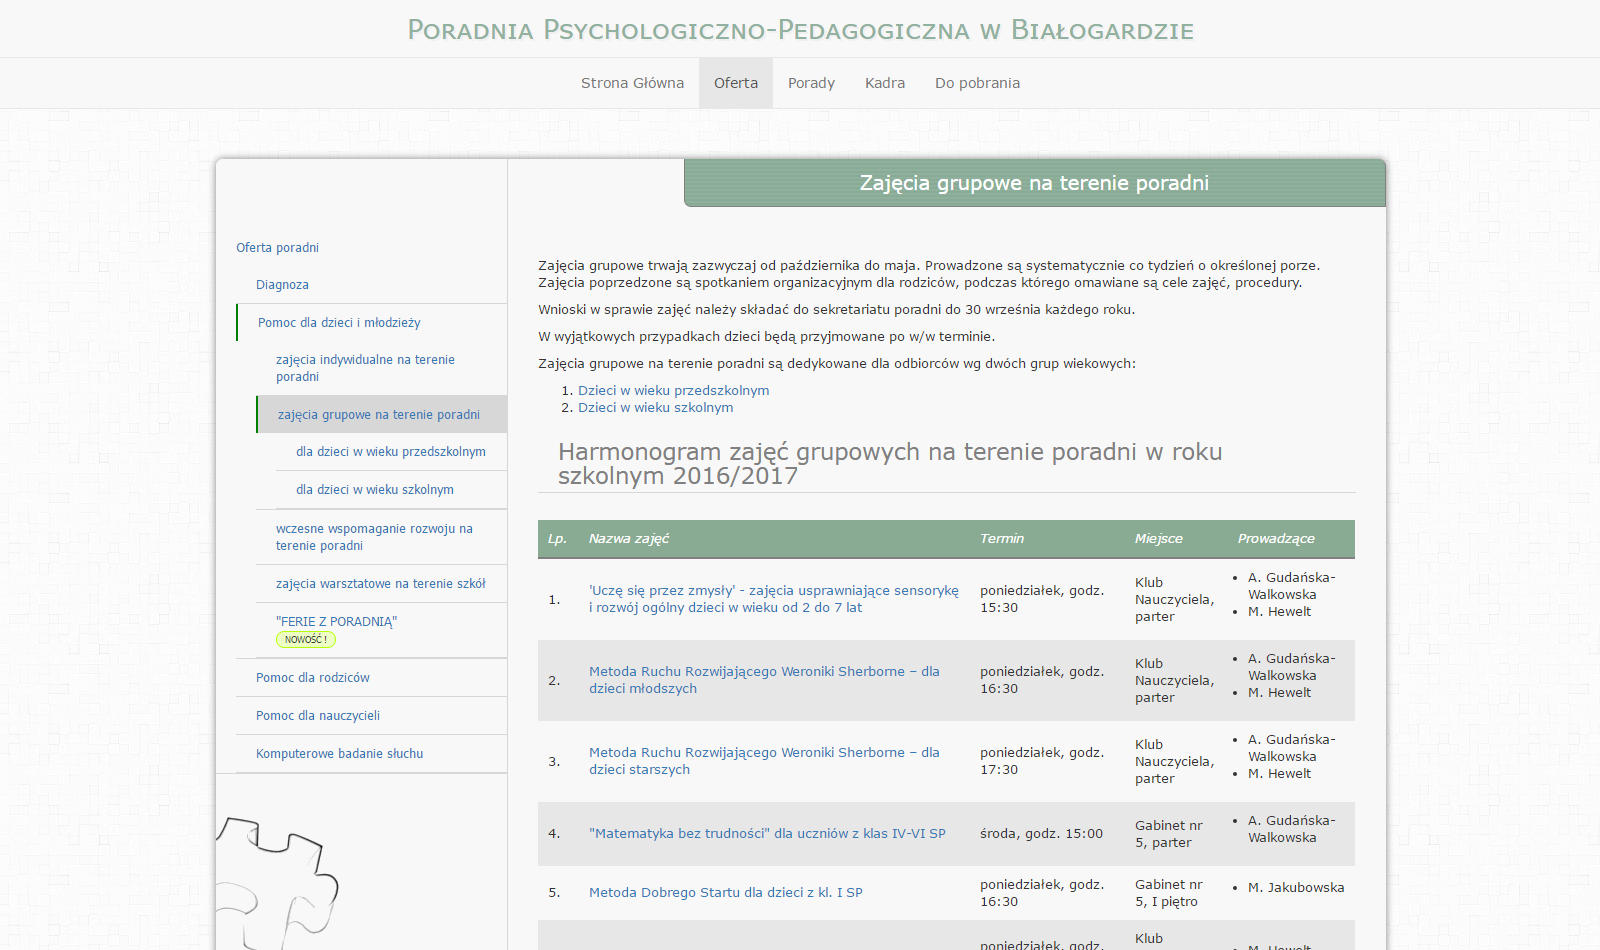 Poradnia Psychologiczno-Pedagogiczna w Białogardzie
Strona Główna Oferta Porady Kadra Do pobrania
Zajęcia grupowe na terenie poradni
Oferta poradni
Diagnoza
Pomoc dla dzieci i młodzieży
zajęcia indywidualne na terenie
poradni
zajęcia grupowe na terenie poradni
dla dzieci w wieku przedszkolnym
dla dzieci w wieku szkolnym
wczesne wspomaganie rozwoju na
terenie poradni
zajęcia warsztatowe na terenie szkół
"FERIE Z PORADNIĄ"
NOWOŚĆ !
Pomoc dla rodziców
Pomoc dla nauczycieli
Komputerowe badanie słuchu
Zajęcia grupowe trwają zazwyczaj od października do maja. Prowadzone są systematycznie co tydzień o określonej porze.
Zajęcia poprzedzone są spotkaniem organizacyjnym dla rodziców, podczas którego omawiane są cele zajęć, procedury.
Wnioski w sprawie zajęć należy składać do sekretariatu poradni do 30 września każdego roku.
W wyjątkowych przypadkach dzieci będą przyjmowane po w/w terminie.
Zajęcia grupowe na terenie poradni są dedykowane dla odbiorców wg dwóch grup wiekowych:
1. Dzieci w wieku przedszkolnym
2. Dzieci w wieku szkolnym
Harmonogram zajęć grupowych na terenie poradni w roku
szkolnym 2016/2017
Lp. Nazwa zajęć Termin Miejsce Prowadzące
1. 'Uczę się przez zmysły' - zajęcia usprawniające sensorykę
i rozwój ogólny dzieci w wieku od 2 do 7 lat
poniedziałek, godz.
15:30
Klub
Nauczyciela,
parter
• A. Gudańska-
Walkowska
• M. Hewelt
2. Metoda Ruchu Rozwijającego Weroniki Sherborne – dla
dzieci młodszych
poniedziałek, godz.
16:30
Klub
Nauczyciela,
parter
• A. Gudańska-
Walkowska
• M. Hewelt
3. Metoda Ruchu Rozwijającego Weroniki Sherborne – dla
dzieci starszych
poniedziałek, godz.
17:30
Klub
Nauczyciela,
parter
• A. Gudańska-
Walkowska
• M. Hewelt
4. "Matematyka bez trudności" dla uczniów z klas IV-VI SP
środa, godz. 15:00
Gabinet nr
5, parter
• A. Gudańska-
Walkowska
5. Metoda Dobrego Startu dla dzieci z kl. I SP
poniedziałek, godz.
16:30
Gabinet nr
5, I piętro
• M. Jakubowska
poniedziałek, godz.
Klub
• M. Hewelt